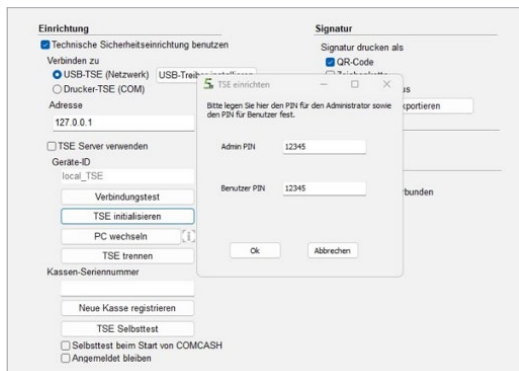 Einrichtung
Technische Sicherheitseinrichtung benutzen
Verbinden zu
USB-TSE (Netzwerk)
Drucker-TSE (COM)
Adresse
127.0.0.1
TSE Server verwenden
Geräte-ID
local_TSE
Verbindungstest
TSE initialisieren
PC wechseln
[i]
TSE trennen
Kassen-Seriennummer
Neue Kasse registrieren
TSE Selbsttest
Selbsttest beim Start von COMCASH
Angemeldet bleiben
TSE einrichten
Bitte legen Sie hier den PIN für den Administrator sowie
den PIN für Benutzer fest.
Admin PIN
12345
Benutzer PIN
12345
Ok
Abbrechen
Signatur
Signatur drucken als
QR-Code